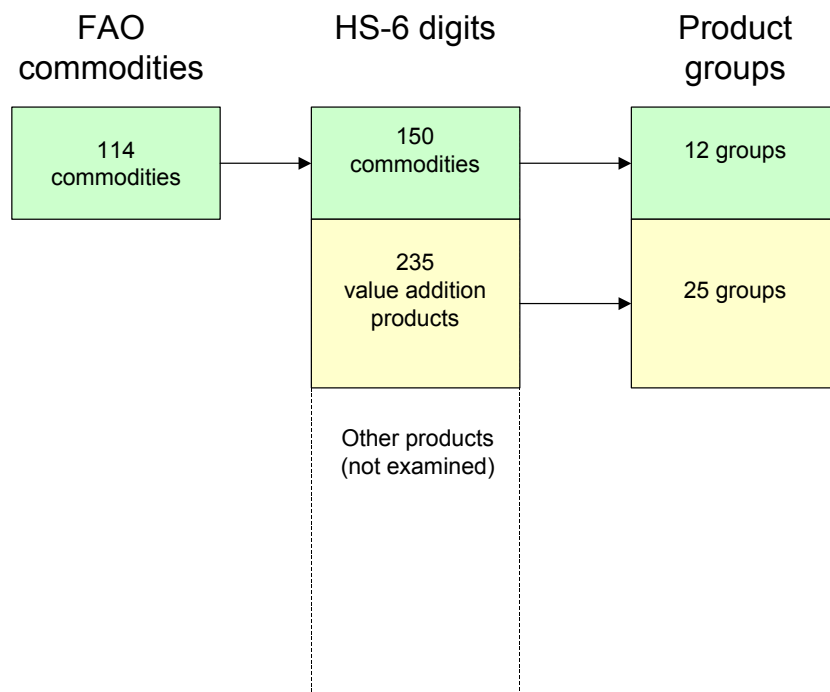 FAO
commodities
HS-6 digits
Product
groups
114
commodities
150
commodities
12 groups
235
value addition
products
25 groups
Other products
(not examined)